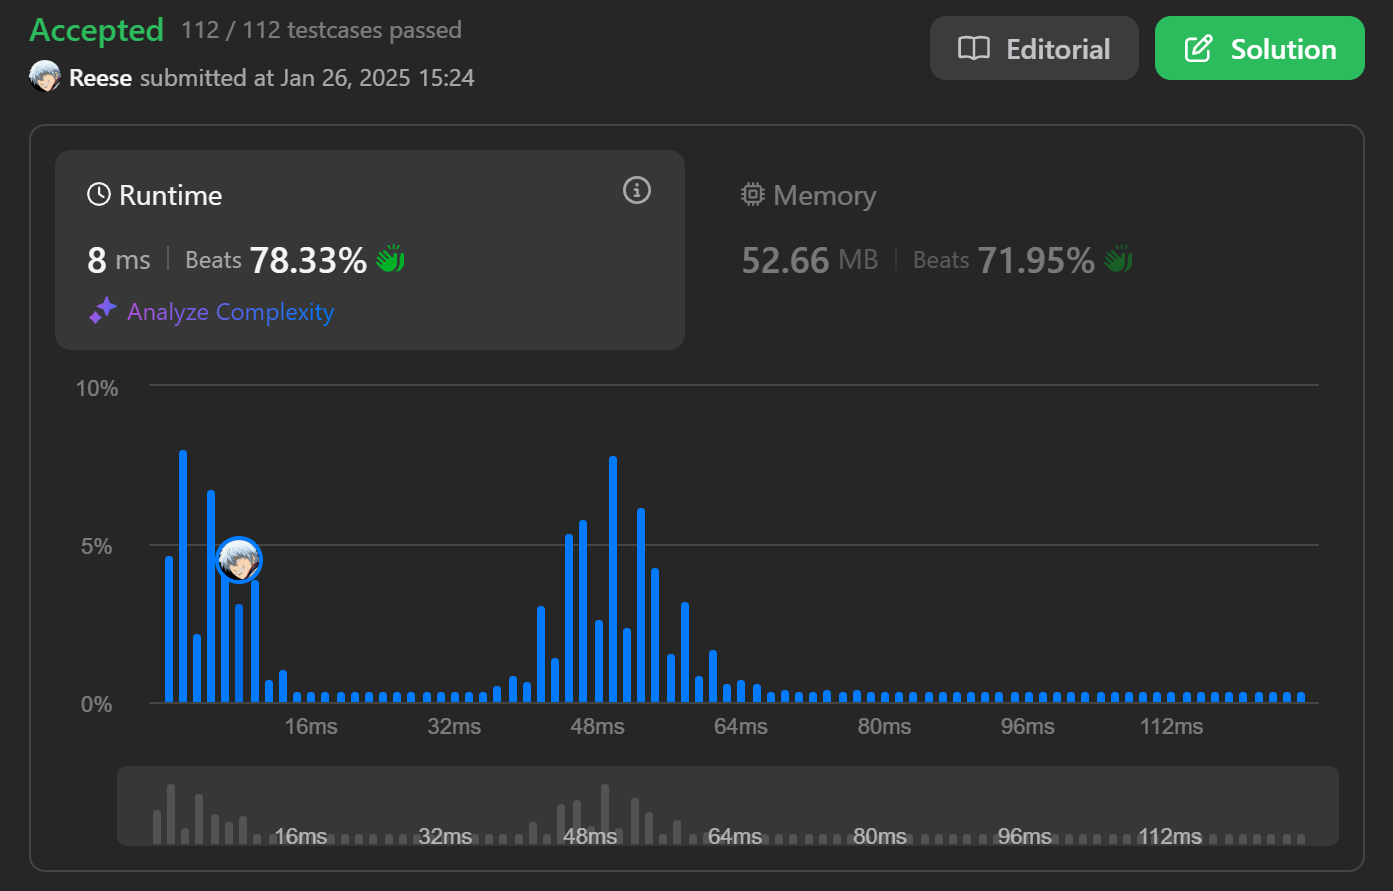 Accepted 112 / 112 testcases passed
Editorial
Solution
Reese submitted at Jan 26, 2025 15:24
Runtime
8 ms | Beats 78.33%
Analyze Complexity
Memory
52.66 MB | Beats 71.95%
10%
5%
0%
16ms 32ms 48ms 64ms 80ms 96ms 112ms
16ms 32ms 48ms 64ms 80ms 96ms 112ms